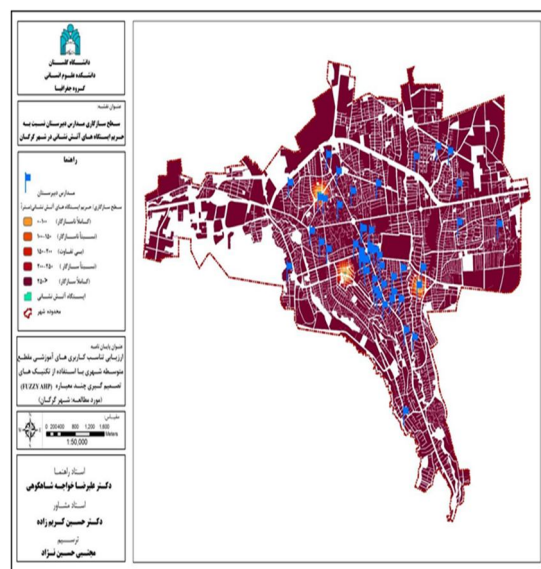 دانشگاه گلستان
دانشکده علوم انسانی
گروه جغرافیا
عنوان نقشه
سطح سازگاری مدارس دبیرستان نسبت به
حریم ایستگاه های آتش نشانی در شهر گرگان
راهنما
مدارس دبیرستان
سطح سازگاری/ حریم ایستگاه های آتش نشانی(متر)
(کاملاً ناسازگار) ۰-۱۰۰
(نسبتاً ناسازگار) ۱۰۰-۱۵۰
(بی تفاوت) ۱۵۰-۲۰۰
(نسبتاً سازگار) ۲۰۰-۲۵۰
(کاملاً سازگار)
ایستگاه آتش نشانی
محدوده شهر
عنوان پایان نامه
ارزیابی تناسب کاربری های آموزشی مقطع
متوسطه شهری با استفاده از تکنیک های
تصمیم گیری چند معیاره (FUZZY AHP)
(مورد مطالعه: شهر گرگان)
مقیاس:
0 200400 800 1,200 1,600
Meters
1:50,000
استاد راهنما
دکتر علیرضا خواجه شاهکوهی
استاد مشاور
دکتر حسین کریم زاده
ترسیم
مجتبی حسین نژاد